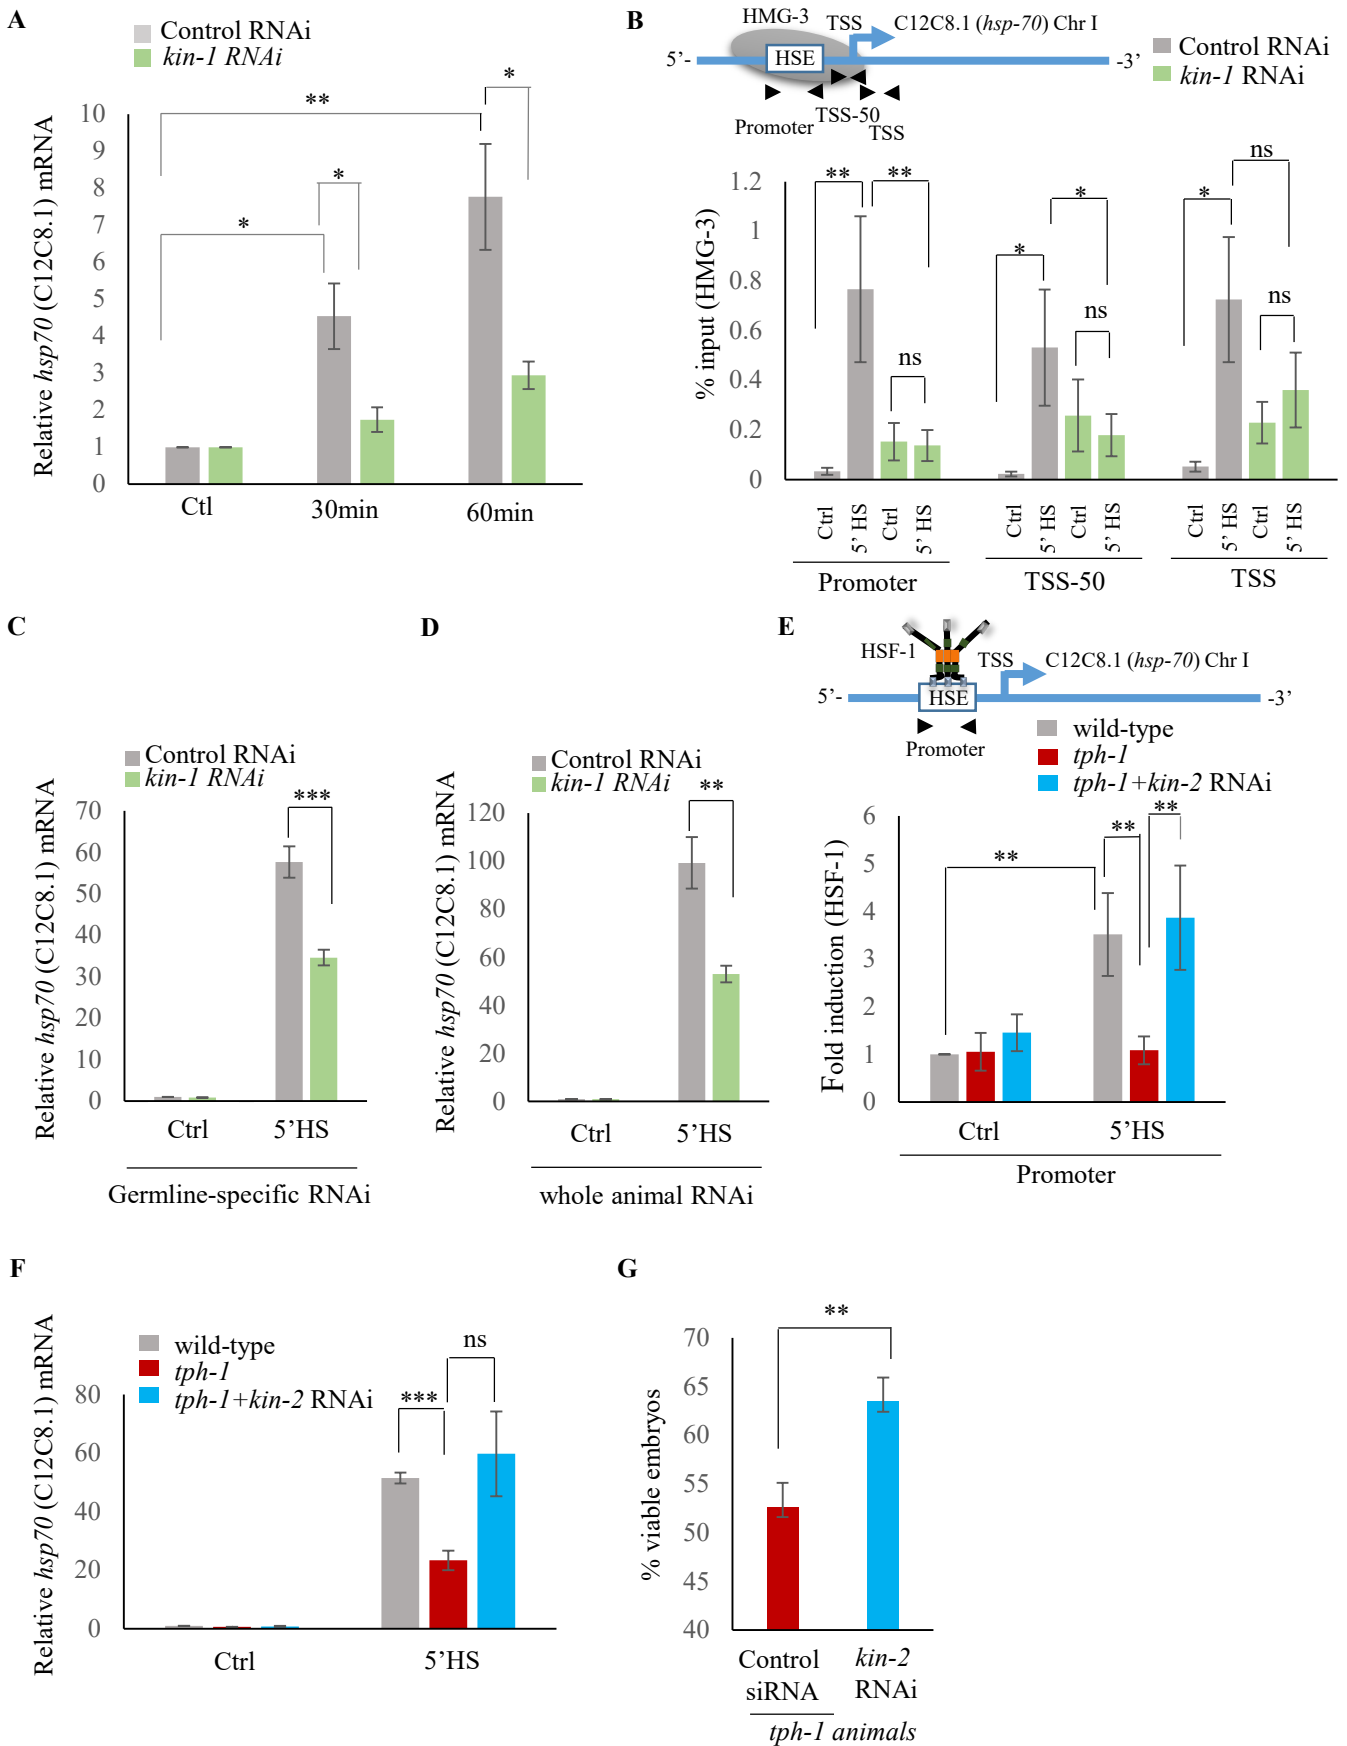 A
Control RNAi
kin-1 RNAi
Relative hsp70 (C12C8.1) mRNA
10
9
8
7
6
5
4
3
2
1
0
*
*
**
*
Ctl
30min
60min
B
HMG-3
TSS
C12C8.1 (hsp-70) Chr I
5’-
HSE
-3’
Promoter
TSS-50
TSS
Control RNAi
kin-1 RNAi
% input (HMG-3)
1.2
1
0.8
0.6
0.4
0.2
0
**
**
ns
*
*
ns
*
ns
ns
Ctrl
5’ HS
Ctrl
5’ HS
Ctrl
5’ HS
Ctrl
5’ HS
Ctrl
5’ HS
Ctrl
5’ HS
Promoter
TSS-50
TSS
C
Control RNAi
kin-1 RNAi
Relative hsp70 (C12C8.1) mRNA
70
60
50
40
30
20
10
0
***
Ctrl
5’HS
Germline-specific RNAi
D
Control RNAi
kin-1 RNAi
Relative hsp70 (C12C8.1) mRNA
120
100
80
60
40
20
0
**
Ctrl
5’HS
whole animal RNAi
E
HSF-1
TSS
C12C8.1 (hsp-70) Chr I
5’-
HSE
-3’
Promoter
wild-type
tph-1
tph-1+kin-2 RNAi
Fold induction (HSF-1)
6
5
4
3
2
1
0
**
**
**
Ctrl
5’HS
Promoter
F
wild-type
tph-1
tph-1+kin-2 RNAi
Relative hsp70 (C12C8.1) mRNA
80
60
40
20
0
***
ns
Ctrl
5’HS
G
% viable embryos
70
65
60
55
50
45
40
**
Control
siRNA
kin-2
RNAi
tph-1 animals